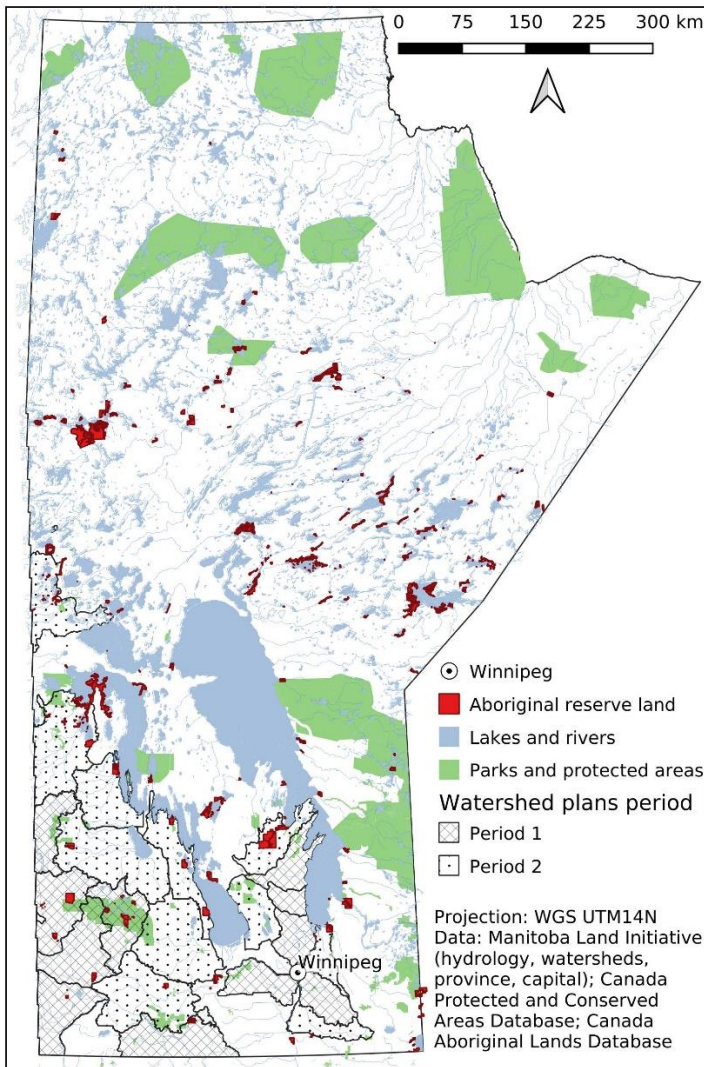 0 75 150 225 300 km
Winnipeg
Aboriginal reserve land
Lakes and rivers
Parks and protected areas
Watershed plans period
Period 1
Period 2
Projection: WGS UTM14N
Data: Manitoba Land Initiative
(hydrology, watersheds,
province, capital); Canada
Protected and Conserved
Areas Database; Canada
Aboriginal Lands Database
Winnipeg